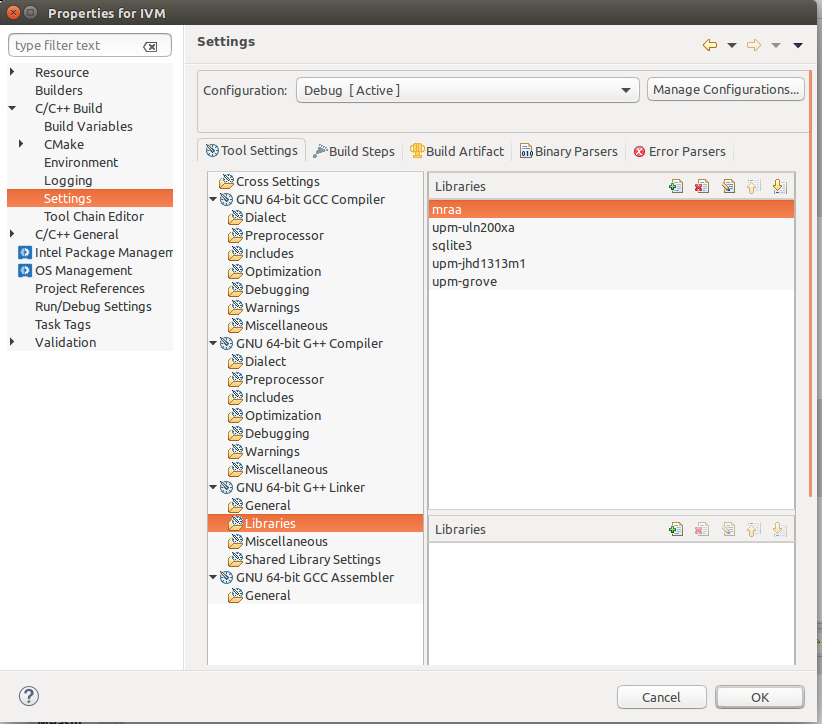 Properties for IVM
type filter text
Resource
Builders
C/C++ Build
Build Variables
CMake
Environment
Logging
Settings
Tool Chain Editor
C/C++ General
Intel Package Managem
OS Management
Project References
Run/Debug Settings
Task Tags
Validation
Settings
Configuration: Debug [Active] Manage Configurations...
Tool Settings Build Steps Build Artifact Binary Parsers Error Parsers
Cross Settings
GNU 64-bit GCC Compiler
Dialect
Preprocessor
Includes
Optimization
Debugging
Warnings
Miscellaneous
GNU 64-bit G++ Compiler
Dialect
Preprocessor
Includes
Optimization
Debugging
Warnings
Miscellaneous
GNU 64-bit G++ Linker
General
Libraries
Miscellaneous
Shared Library Settings
GNU 64-bit GCC Assembler
General
Libraries
mraa
upm-uln200xa
sqlite3
upm-jhd1313m1
upm-grove
Libraries
? Cancel OK